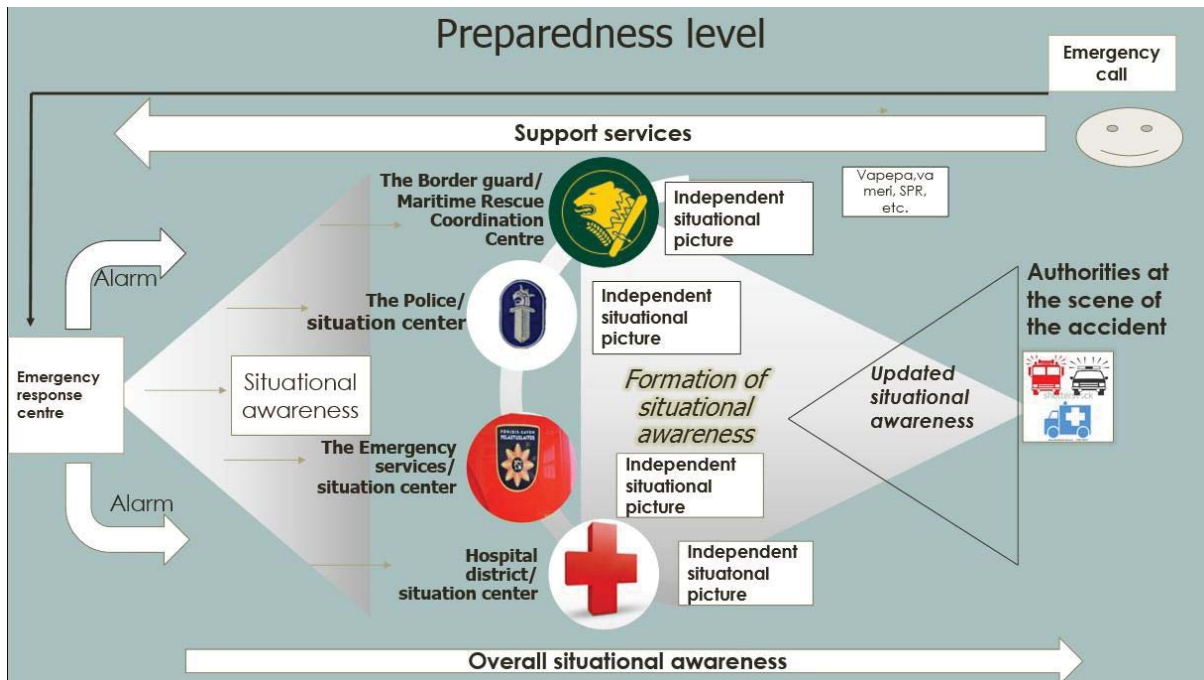 Preparedness level
Emergency
call
Support services
Vapepa,va
meri, SPR,
etc.
The Border guard/
Maritime Rescue
Coordination
Centre
Independent
situational
picture
Alarm
The Police/
situation center
Independent
situational
picture
Authorities at
the scene of
the accident
Emergency
response
centre
Situational
awareness
Formation of
situational
awareness
Updated
situational
awareness
The Emergency
services/
situation center
Independent
situational
picture
Alarm
Hospital
district/
situation center
Independent
situatonal
picture
Overall situational awareness